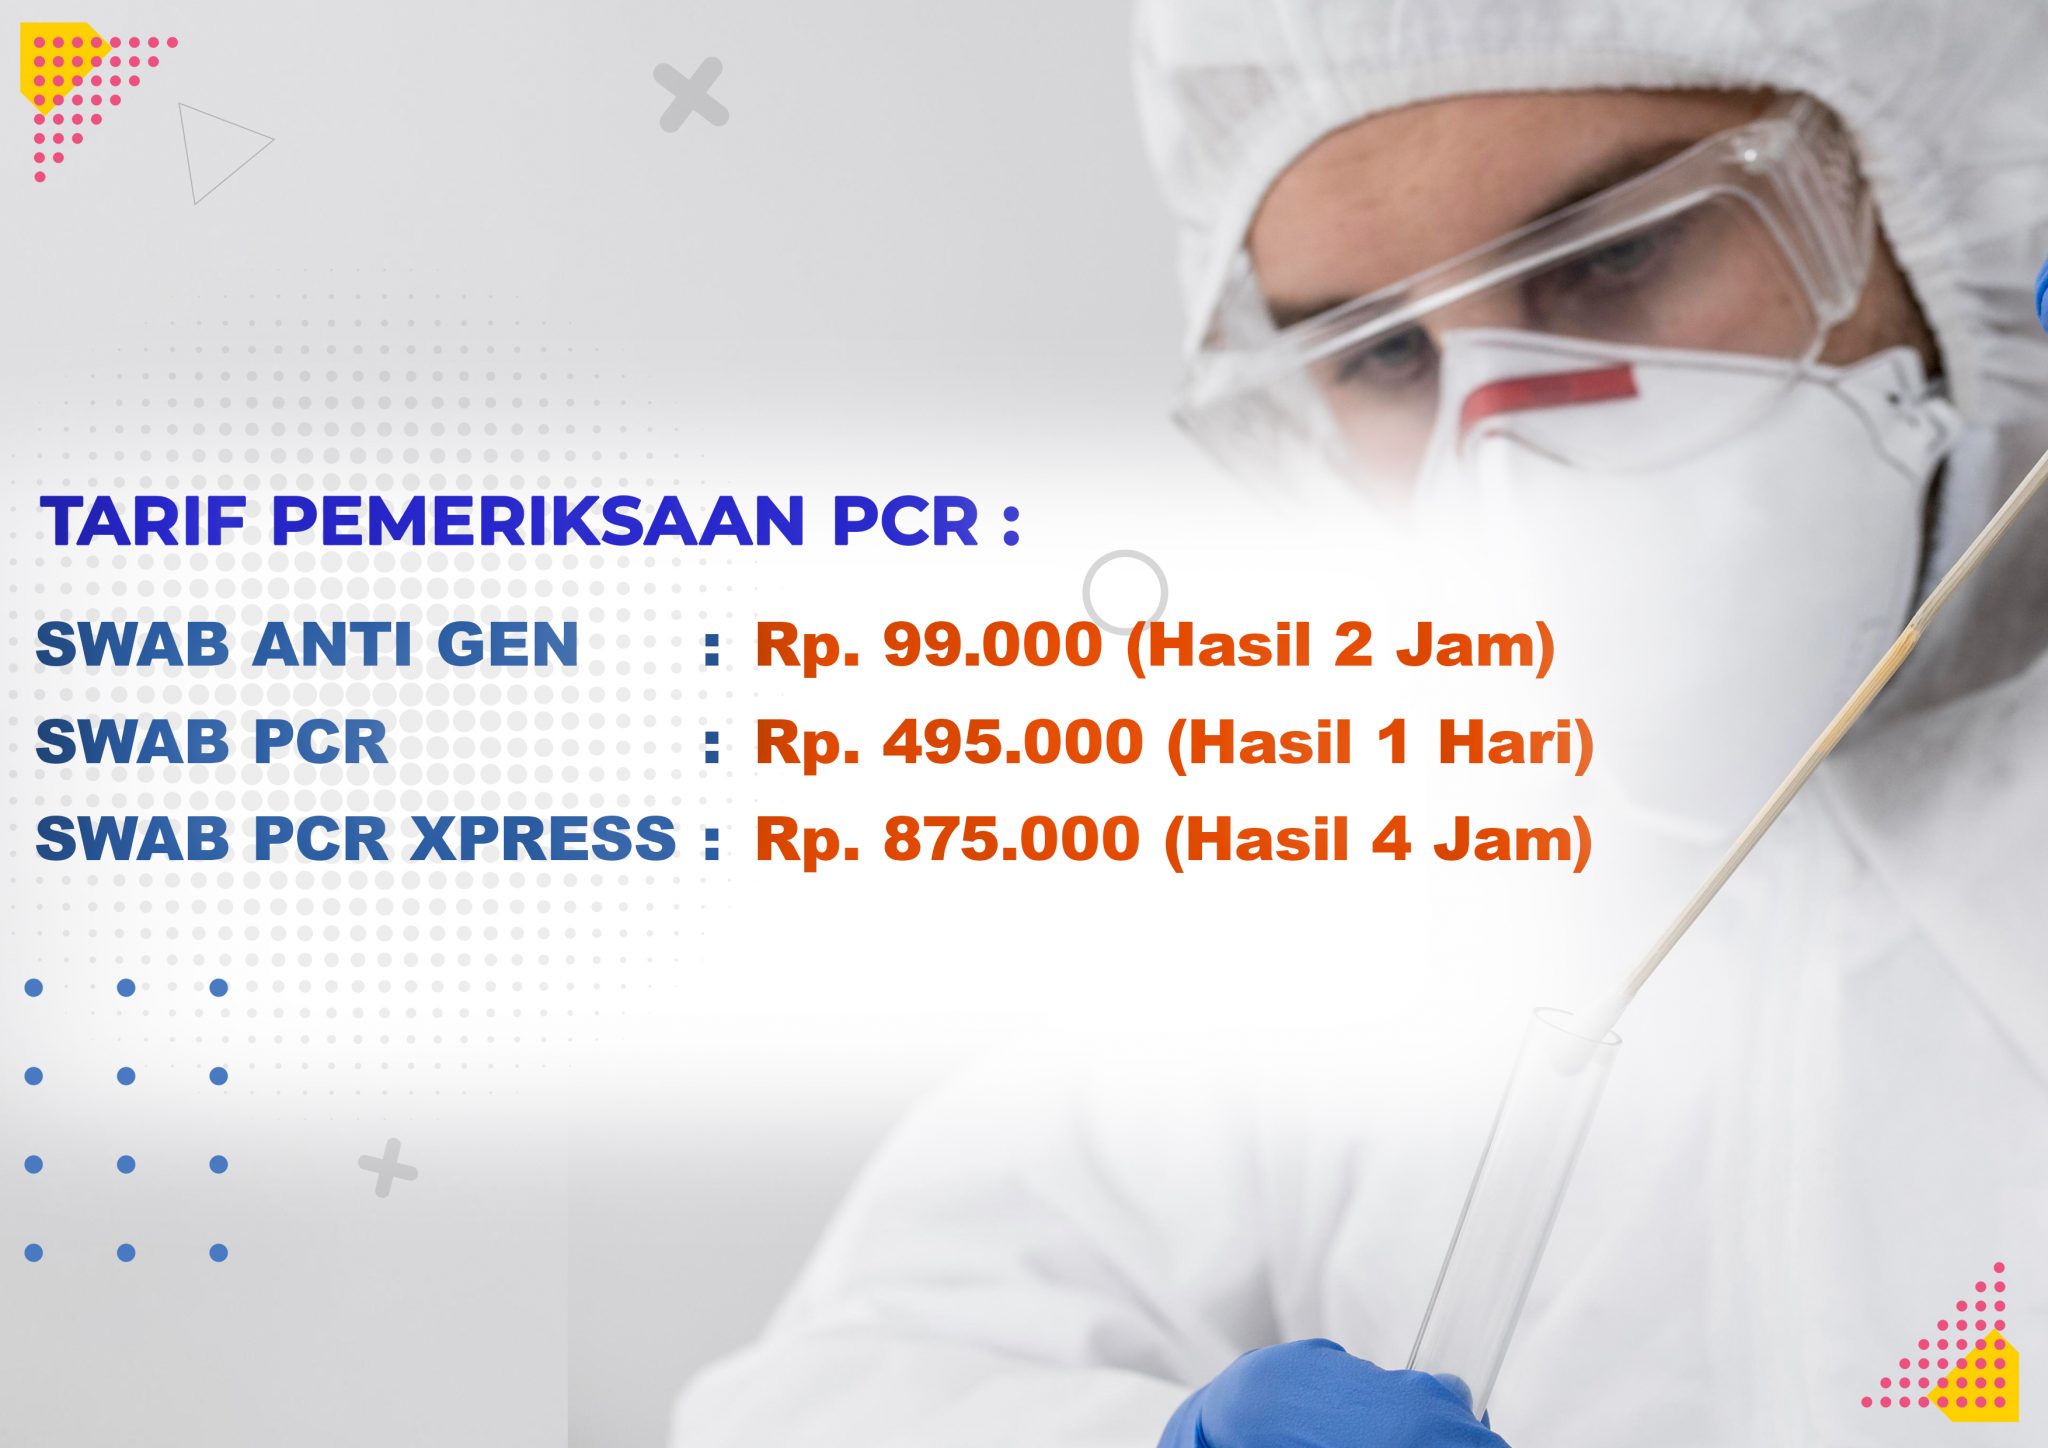 TARIF PEMERIKSAAN PCR :
SWAB ANTI GEN : Rp. 99.000 (Hasil 2 Jam)
SWAB PCR : Rp. 495.000 (Hasil 1 Hari)
SWAB PCR XPRESS : Rp. 875.000 (Hasil 4 Jam)